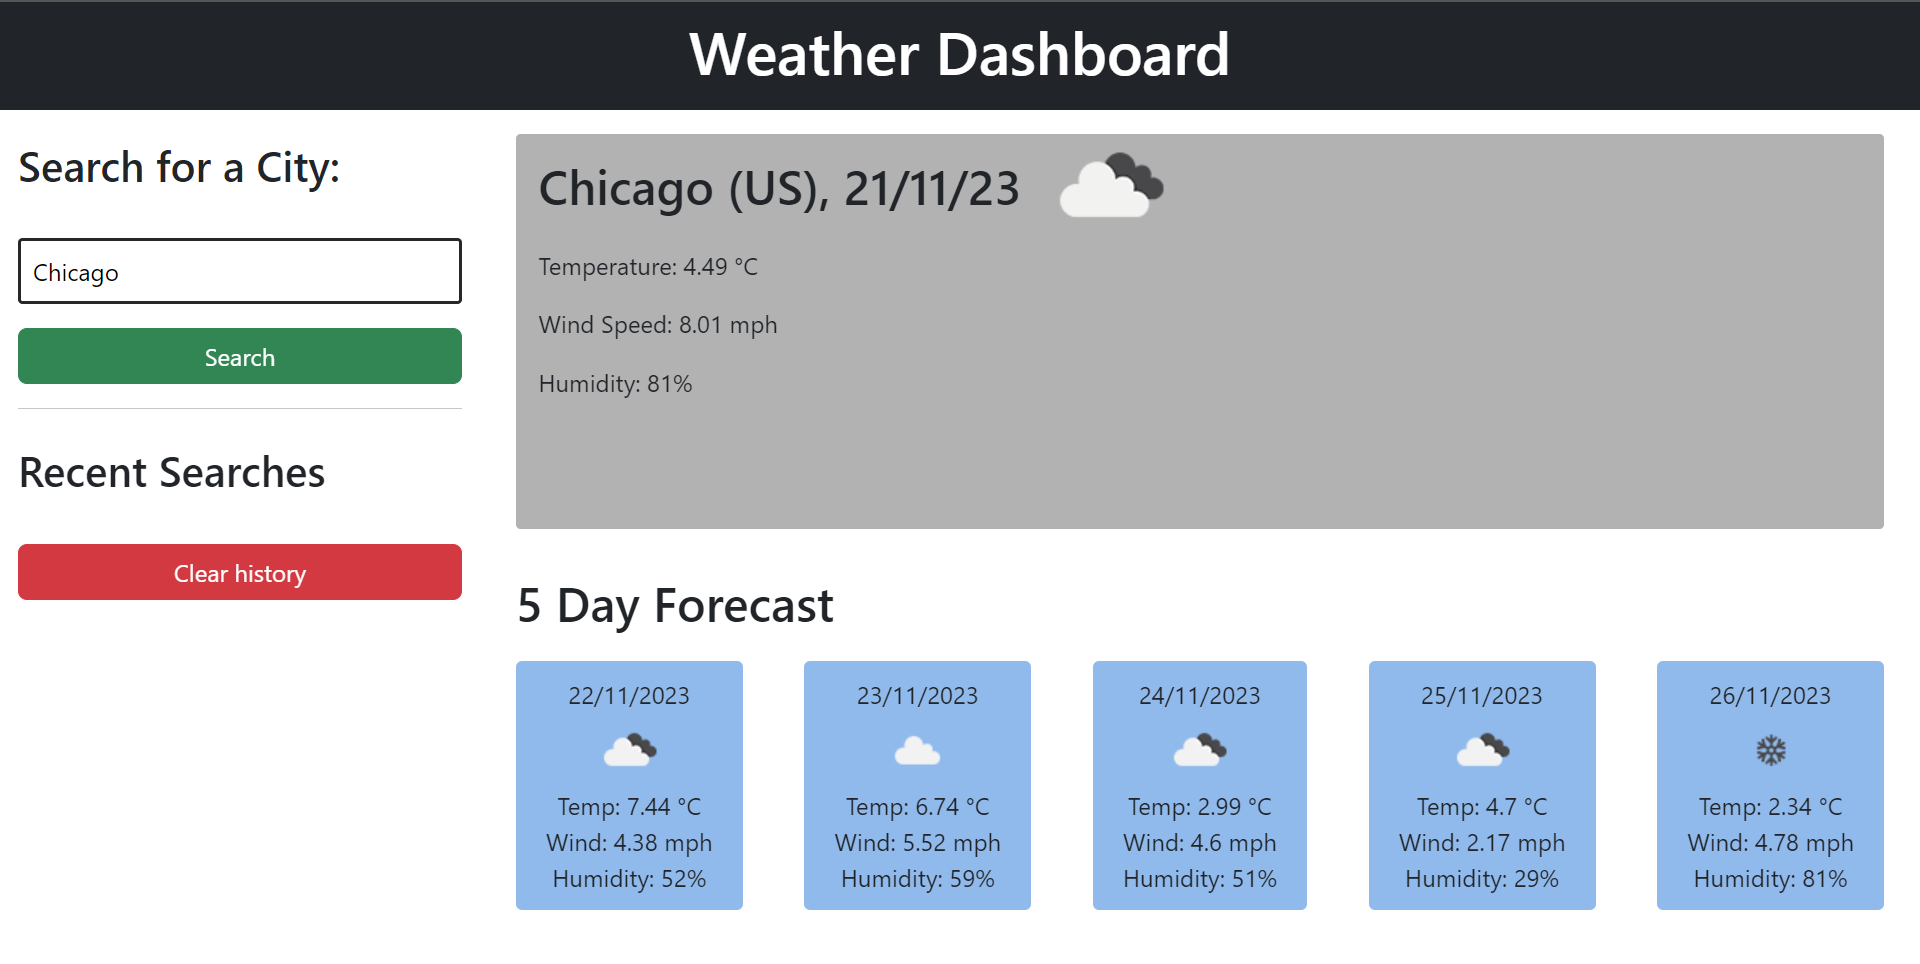 Weather Dashboard
Search for a City:
Chicago
Search
Recent Searches
Clear history
Chicago (US), 21/11/23
Temperature: 4.49 °C
Wind Speed: 8.01 mph
Humidity: 81%
5 Day Forecast
22/11/2023
Temp: 7.44 °C
Wind: 4.38 mph
Humidity: 52%
23/11/2023
Temp: 6.74 °C
Wind: 5.52 mph
Humidity: 59%
24/11/2023
Temp: 2.99 °C
Wind: 4.6 mph
Humidity: 51%
25/11/2023
Temp: 4.7 °C
Wind: 2.17 mph
Humidity: 29%
26/11/2023
Temp: 2.34 °C
Wind: 4.78 mph
Humidity: 81%